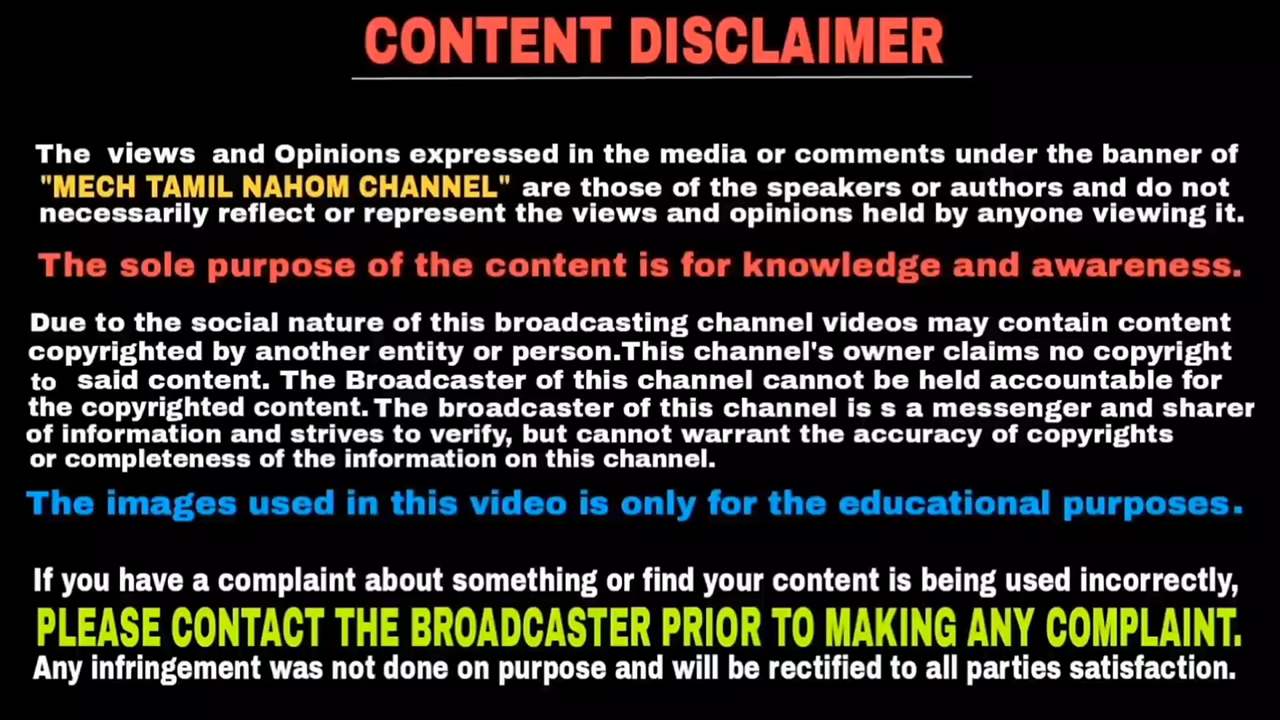 CONTENT DISCLAIMER
The views and Opinions expressed in the media or comments under the banner of
"MECH TAMIL NAHOM CHANNEL" are those of the speakers or authors and do not
necessarily reflect or represent the views and opinions held by anyone viewing it.
The sole purpose of the content is for knowledge and awareness.
Due to the social nature of this broadcasting channel videos may contain content
copyrighted by another entity or person.This channel's owner claims no copyright
to said content. The Broadcaster of this channel cannot be held accountable for
the copyrighted content. The broadcaster of this channel is s a messenger and sharer
of information and strives to verify, but cannot warrant the accuracy of copyrights
or completeness of the information on this channel.
The images used in this video is only for the educational purposes.
If you have a complaint about something or find your content is being used incorrectly,
PLEASE CONTACT THE BROADCASTER PRIOR TO MAKING ANY COMPLAINT.
Any infringement was not done on purpose and will be rectified to all parties satisfaction.